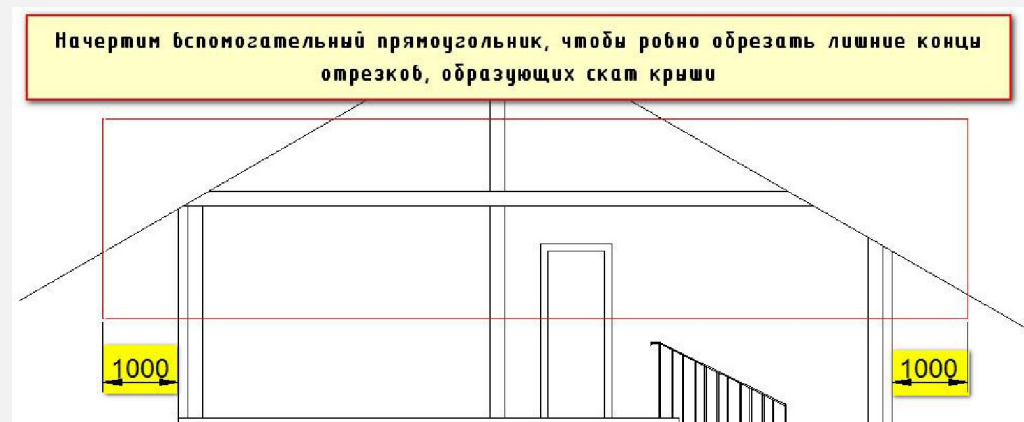 Начертим вспомогательный прямоугольник, чтобы ровно обрезать лишние концы
отрезков, образующих скат крыши
1000
1000